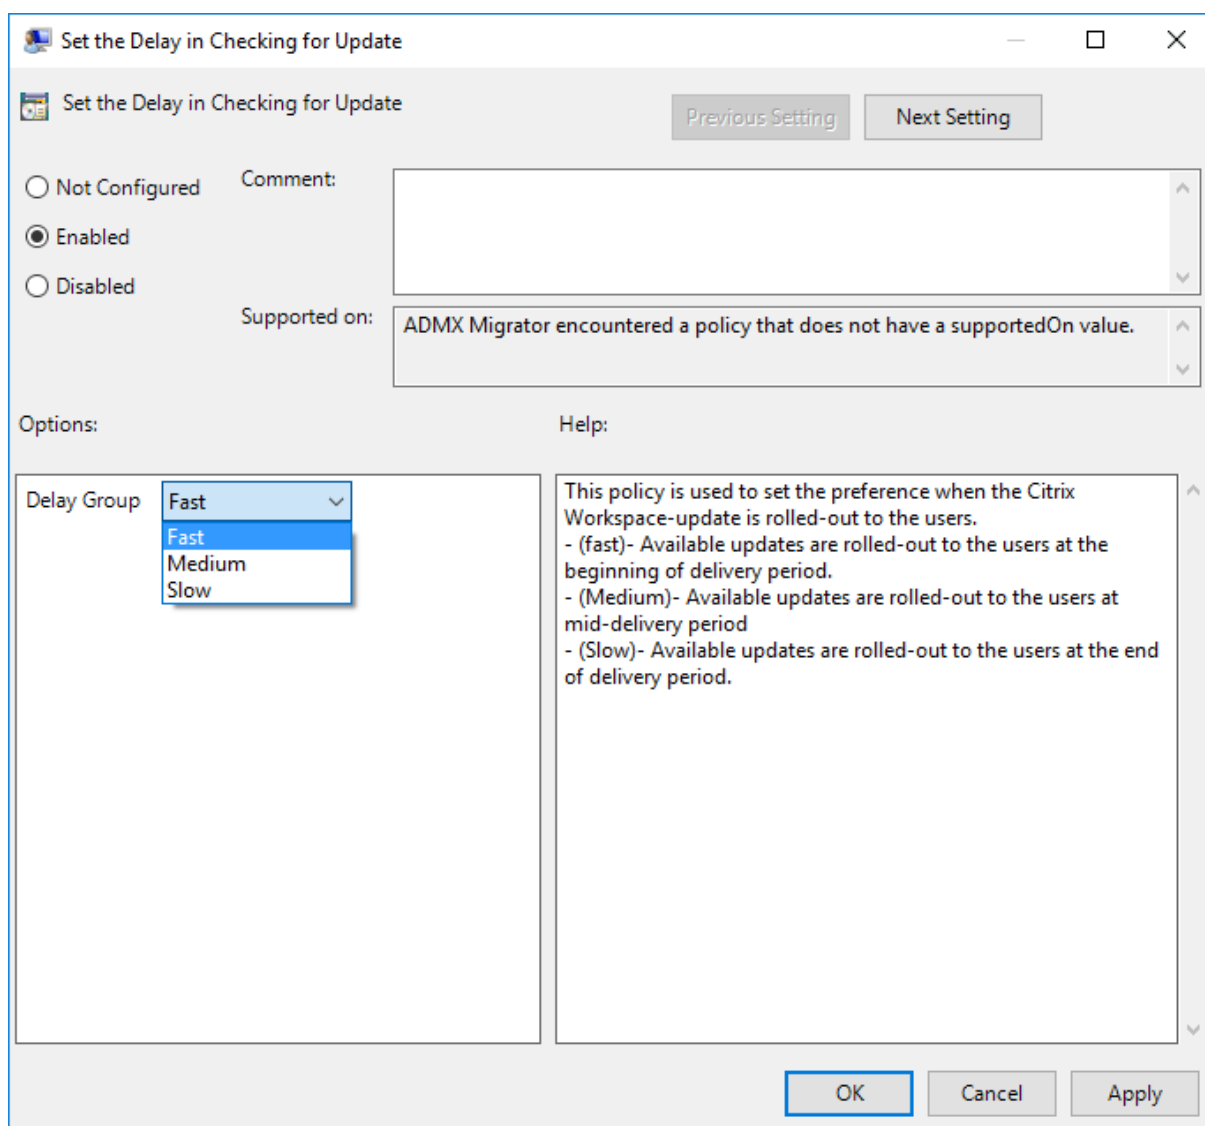 Set the Delay in Checking for Update
Set the Delay in Checking for Update
Previous Setting
Next Setting
Not Configured
Comment:
Enabled
Disabled
Supported on:
ADMX Migrator encountered a policy that does not have a supportedOn value.
Options:
Help:
Delay Group
Fast
Fast
Medium
Slow
This policy is used to set the preference when the Citrix
Workspace-update is rolled-out to the users.
- (fast)- Available updates are rolled-out to the users at the
beginning of delivery period.
- (Medium)- Available updates are rolled-out to the users at
mid-delivery period
- (Slow)- Available updates are rolled-out to the users at the end
of delivery period.
OK
Cancel
Apply